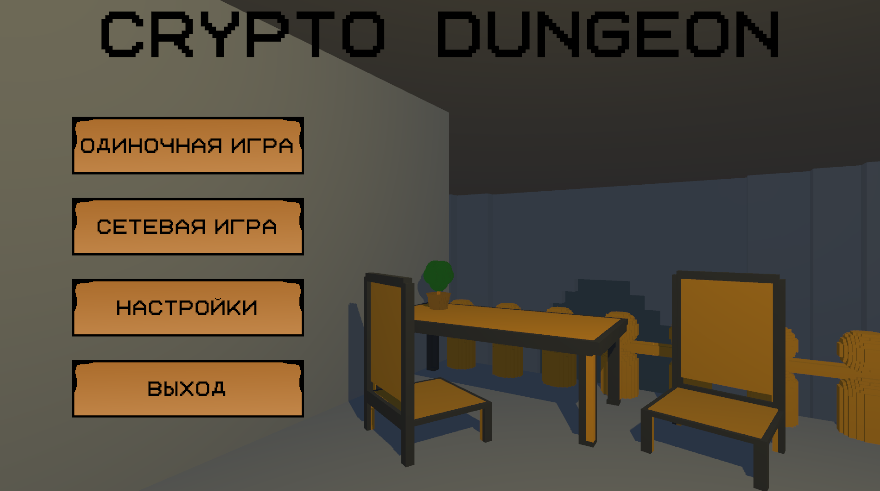 CRYPTO DUNGEON
ОДИНОЧНАЯ ИГРА
СЕТЕВАЯ ИГРА
НАСТРОЙКИ
ВЫХОД